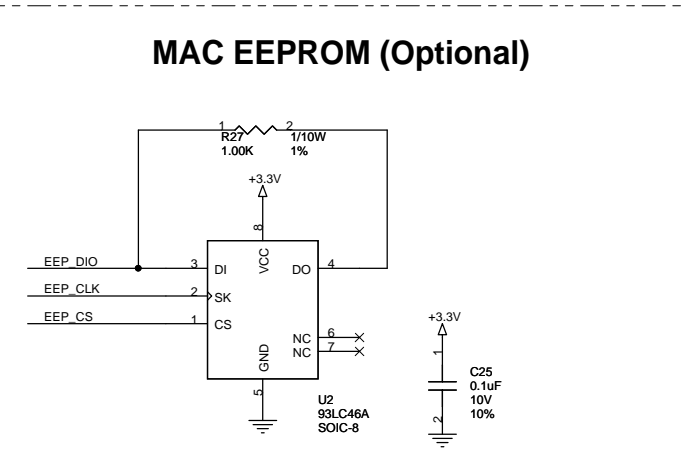 MAC EEPROM (Optional)
1 2
R27 1/10W
1.00K 1%
+3.3V
8
VCC
EEP_DIO 3 DI DO 4
EEP_CLK 2 SK
EEP_CS 1 CS
NC 6
NC 7
GND
5
U2
93LC46A
SOIC-8
+3.3V
1
C25
0.1uF
10V
10%
2